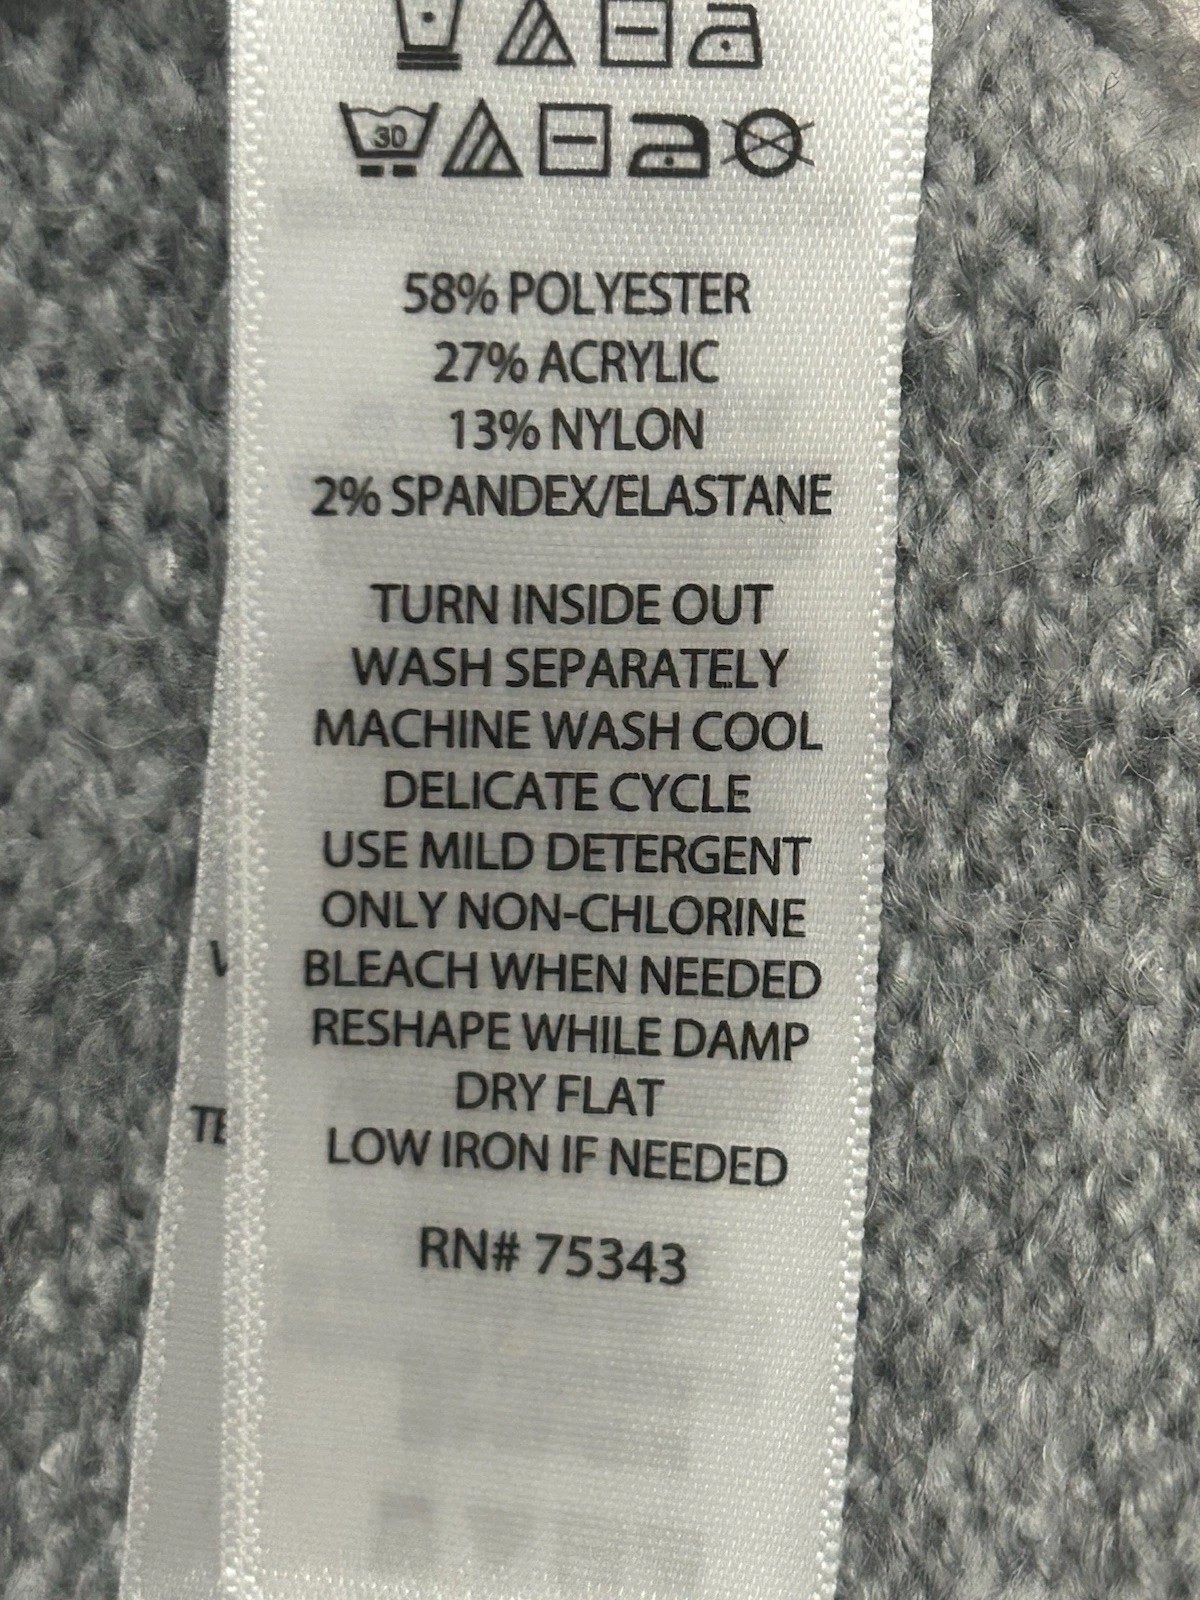 30
58% POLYESTER
27% ACRYLIC
13% NYLON
2% SPANDEX/ELASTANE
TURN INSIDE OUT
WASH SEPARATELY
MACHINE WASH COOL
DELICATE CYCLE
USE MILD DETERGENT
ONLY NON-CHLORINE
BLEACH WHEN NEEDED
RESHAPE WHILE DAMP
DRY FLAT
LOW IRON IF NEEDED
RN# 75343